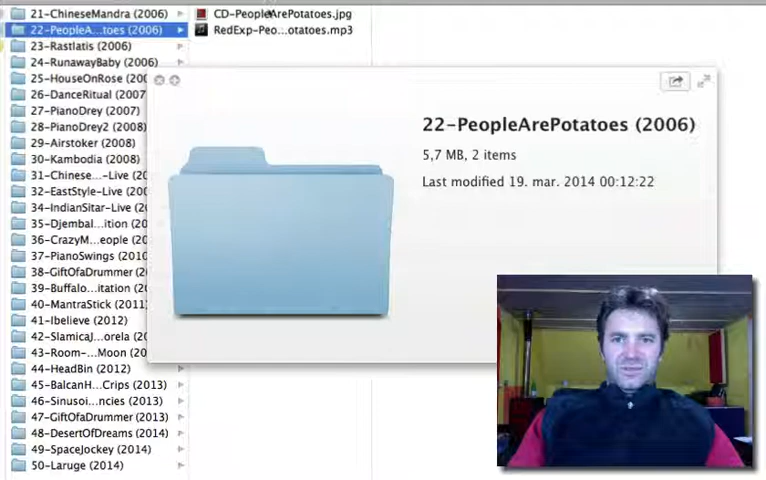 21-ChineseMandra (2006)
22-PeopleA...toes (2006)
23-Rastlatis (2006)
24-RunawayBaby (2006)
25-HouseOnRose (200
26-DanceRitual (2007
27-PianoDrey (2007)
28-PianoDrey2 (2008)
29-Airstoker (2008)
30-Kambodia (2008)
31-Chinese...-Live (20
32-EastStyle-Live (20
34-IndianSitar-Live (2
35-Djembal...ition (20
36-CrazyM...eople (20
37-PianoSwings (2010
38-GiftOfaDrummer (2
39-Buffalo...itation (20
40-MantraStick (2011)
41-Ibelieve (2012)
42-SlamicaJ...orela (20
43-Room-...Moon (20
44-HeadBin (2012)
45-BalcanH...Crips (2013)
46-Sinusoi...ncies (2013)
47-GiftOfaDrummer (2013)
48-DesertOfDreams (2014)
49-SpaceJockey (2014)
50-Laruge (2014)
CD-PeopleArePotatoes.jpg
RedExp-Peo...otatoes.mp3
22-PeopleArePotatoes (2006)
5,7 MB, 2 items
Last modified 19. mar. 2014 00:12:22